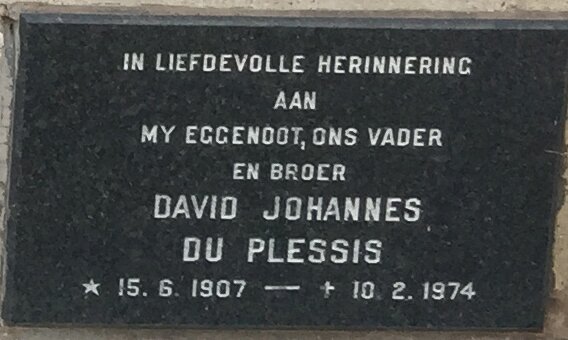 IN LIEFDEVOLLE HERINNERING
AAN
MY EGGENOOT, ONS VADER
EN BROER
DAVID JOHANNES
DU PLESSIS
★ 15. 6. 1907 — ✝ 10. 2. 1974